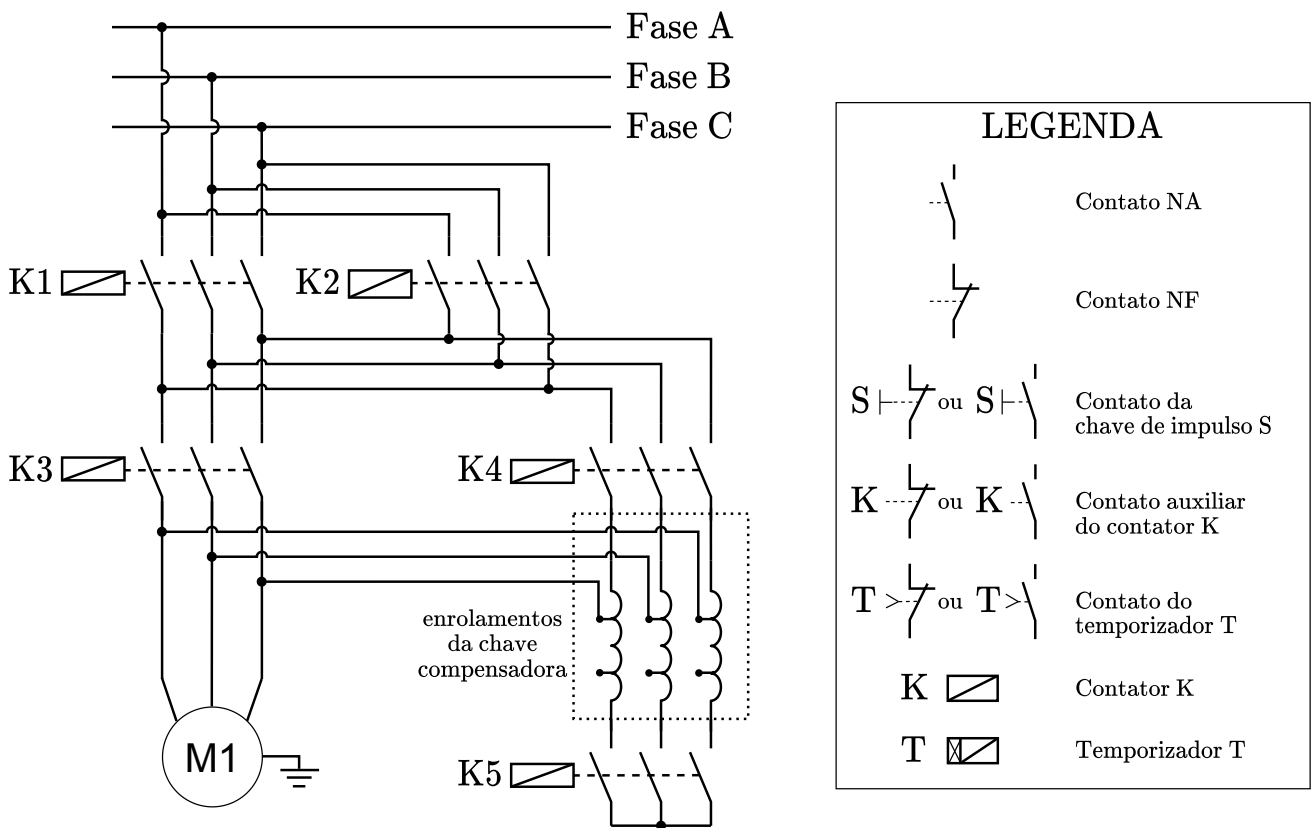 Fase A
Fase B
Fase C
K1
K2
K3
K4
enrolamentos
da chave
compensadora
M1
K5
LEGENDA
Contato NA
Contato NF
S ou S Contato da
chave de impulso S
K ou K Contato auxiliar
do contator K
T ou T Contato do
temporizador T
K Contator K
T Temporizador T